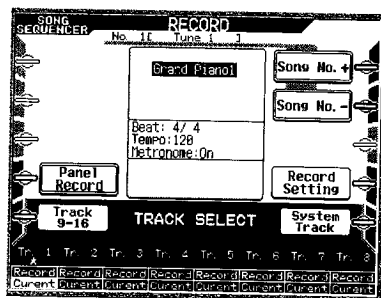 SONG SEQUENCER
RECORD
No. 1[ Tune 1 ]
Grand Piano1
Song No.+
Song No.-
Beat: 4/ 4
Tempo:120
Metronome:On
Panel Record
Record Setting
Track 9-16
TRACK SELECT
System Track
Tr. 1 Tr. 2 Tr. 3 Tr. 4 Tr. 5 Tr. 6 Tr. 7 Tr. 8
Record Record Record Record Record Record Record Record
Curent Curent Curent Curent Curent Curent Curent Curent